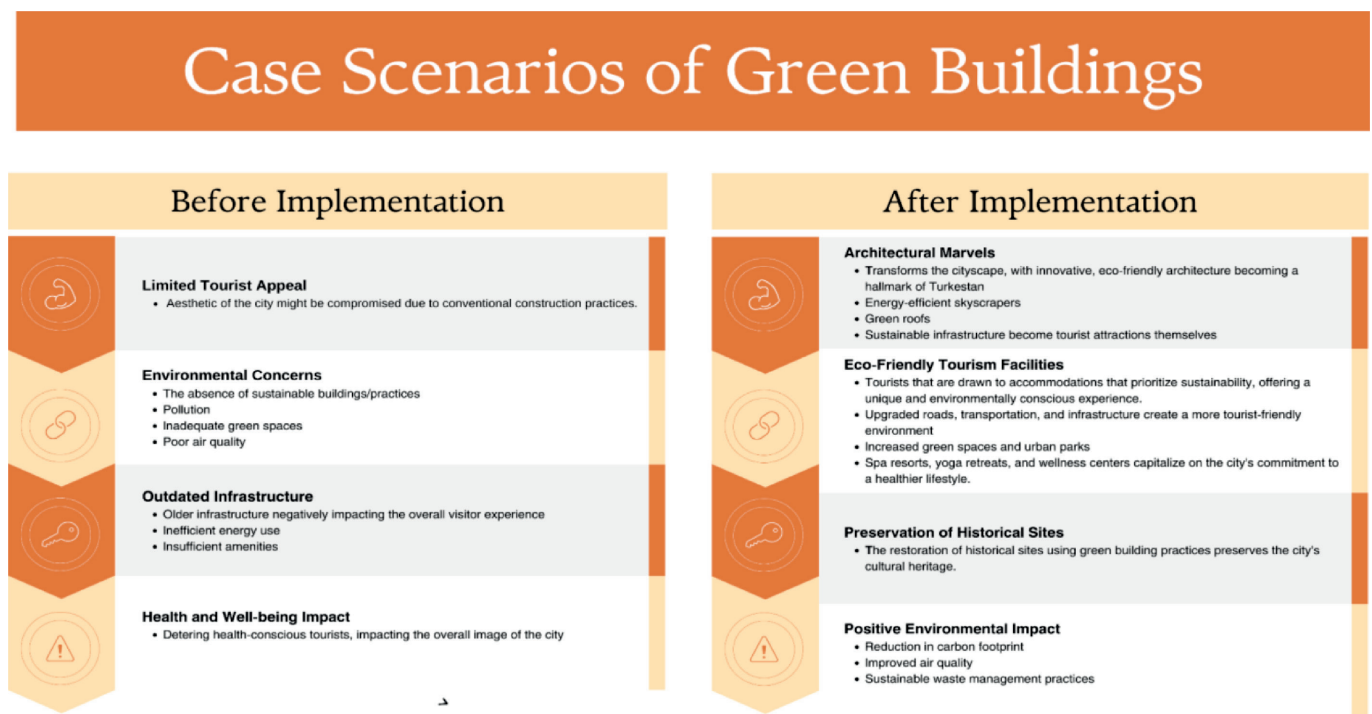 Case Scenarios of Green Buildings
Before Implementation
Limited Tourist Appeal
• Aesthetic of the city might be compromised due to conventional construction practices.
Environmental Concerns
• The absence of sustainable buildings/practices
• Pollution
• Inadequate green spaces
• Poor air quality
Outdated Infrastructure
• Older infrastructure negatively impacting the overall visitor experience
• Inefficient energy use
• Insufficient amenities
Health and Well-being Impact
• Detering health-conscious tourists, impacting the overall image of the city
After Implementation
Architectural Marvels
• Transforms the cityscape, with innovative, eco-friendly architecture becoming a
hallmark of Turkestan
• Energy-efficient skyscrapers
• Green roofs
• Sustainable infrastructure become tourist attractions themselves
Eco-Friendly Tourism Facilities
• Tourists that are drawn to accommodations that prioritize sustainability, offering a
unique and environmentally conscious experience.
• Upgraded roads, transportation, and infrastructure create a more tourist-friendly
environment
• Increased green spaces and urban parks
• Spa resorts, yoga retreats, and wellness centers capitalize on the city's commitment to
a healthier lifestyle.
Preservation of Historical Sites
• The restoration of historical sites using green building practices preserves the city's
cultural heritage.
Positive Environmental Impact
• Reduction in carbon footprint
• Improved air quality
• Sustainable waste management practices